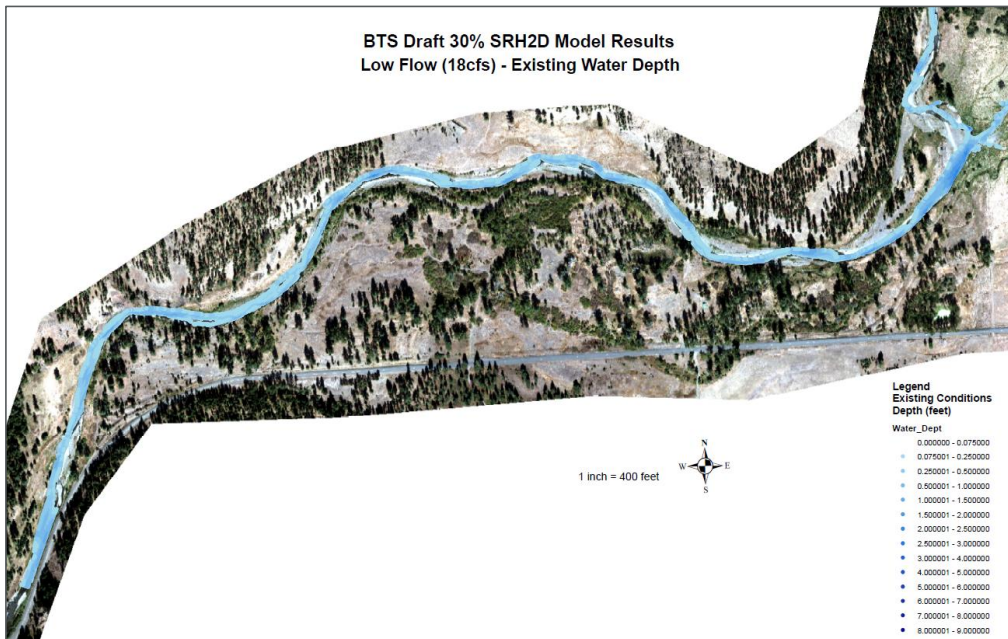 BTS Draft 30% SRH2D Model Results
Low Flow (18cfs) - Existing Water Depth
1 inch = 400 feet
N
W
E
S
Legend
Existing Conditions
Depth (feet)
Water_Dept
0.000000 - 0.075000
0.075001 - 0.250000
0.250001 - 0.500000
0.500001 - 1.000000
1.000001 - 1.500000
1.500001 - 2.000000
2.000001 - 2.500000
2.500001 - 3.000000
3.000001 - 4.000000
4.000001 - 5.000000
5.000001 - 6.000000
6.000001 - 7.000000
7.000001 - 8.000000
8.000001 - 9.000000